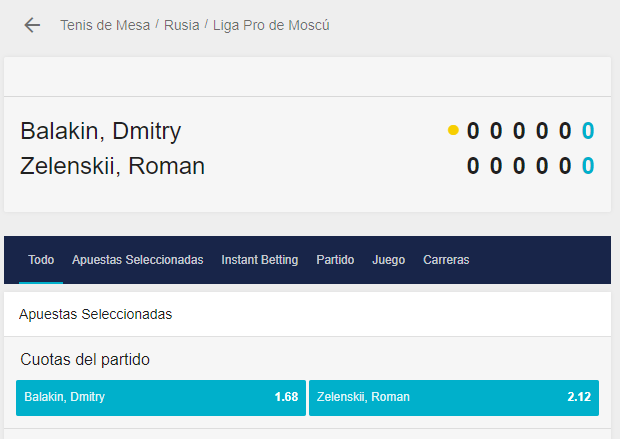 Tenis de Mesa / Rusia / Liga Pro de Moscú
Balakin, Dmitry 0 0 0 0 0 0
Zelenskii, Roman 0 0 0 0 0 0
Todo Apuestas Seleccionadas Instant Betting Partido Juego Carreras
Apuestas Seleccionadas
Cuotas del partido
Balakin, Dmitry 1.68 Zelenskii, Roman 2.12